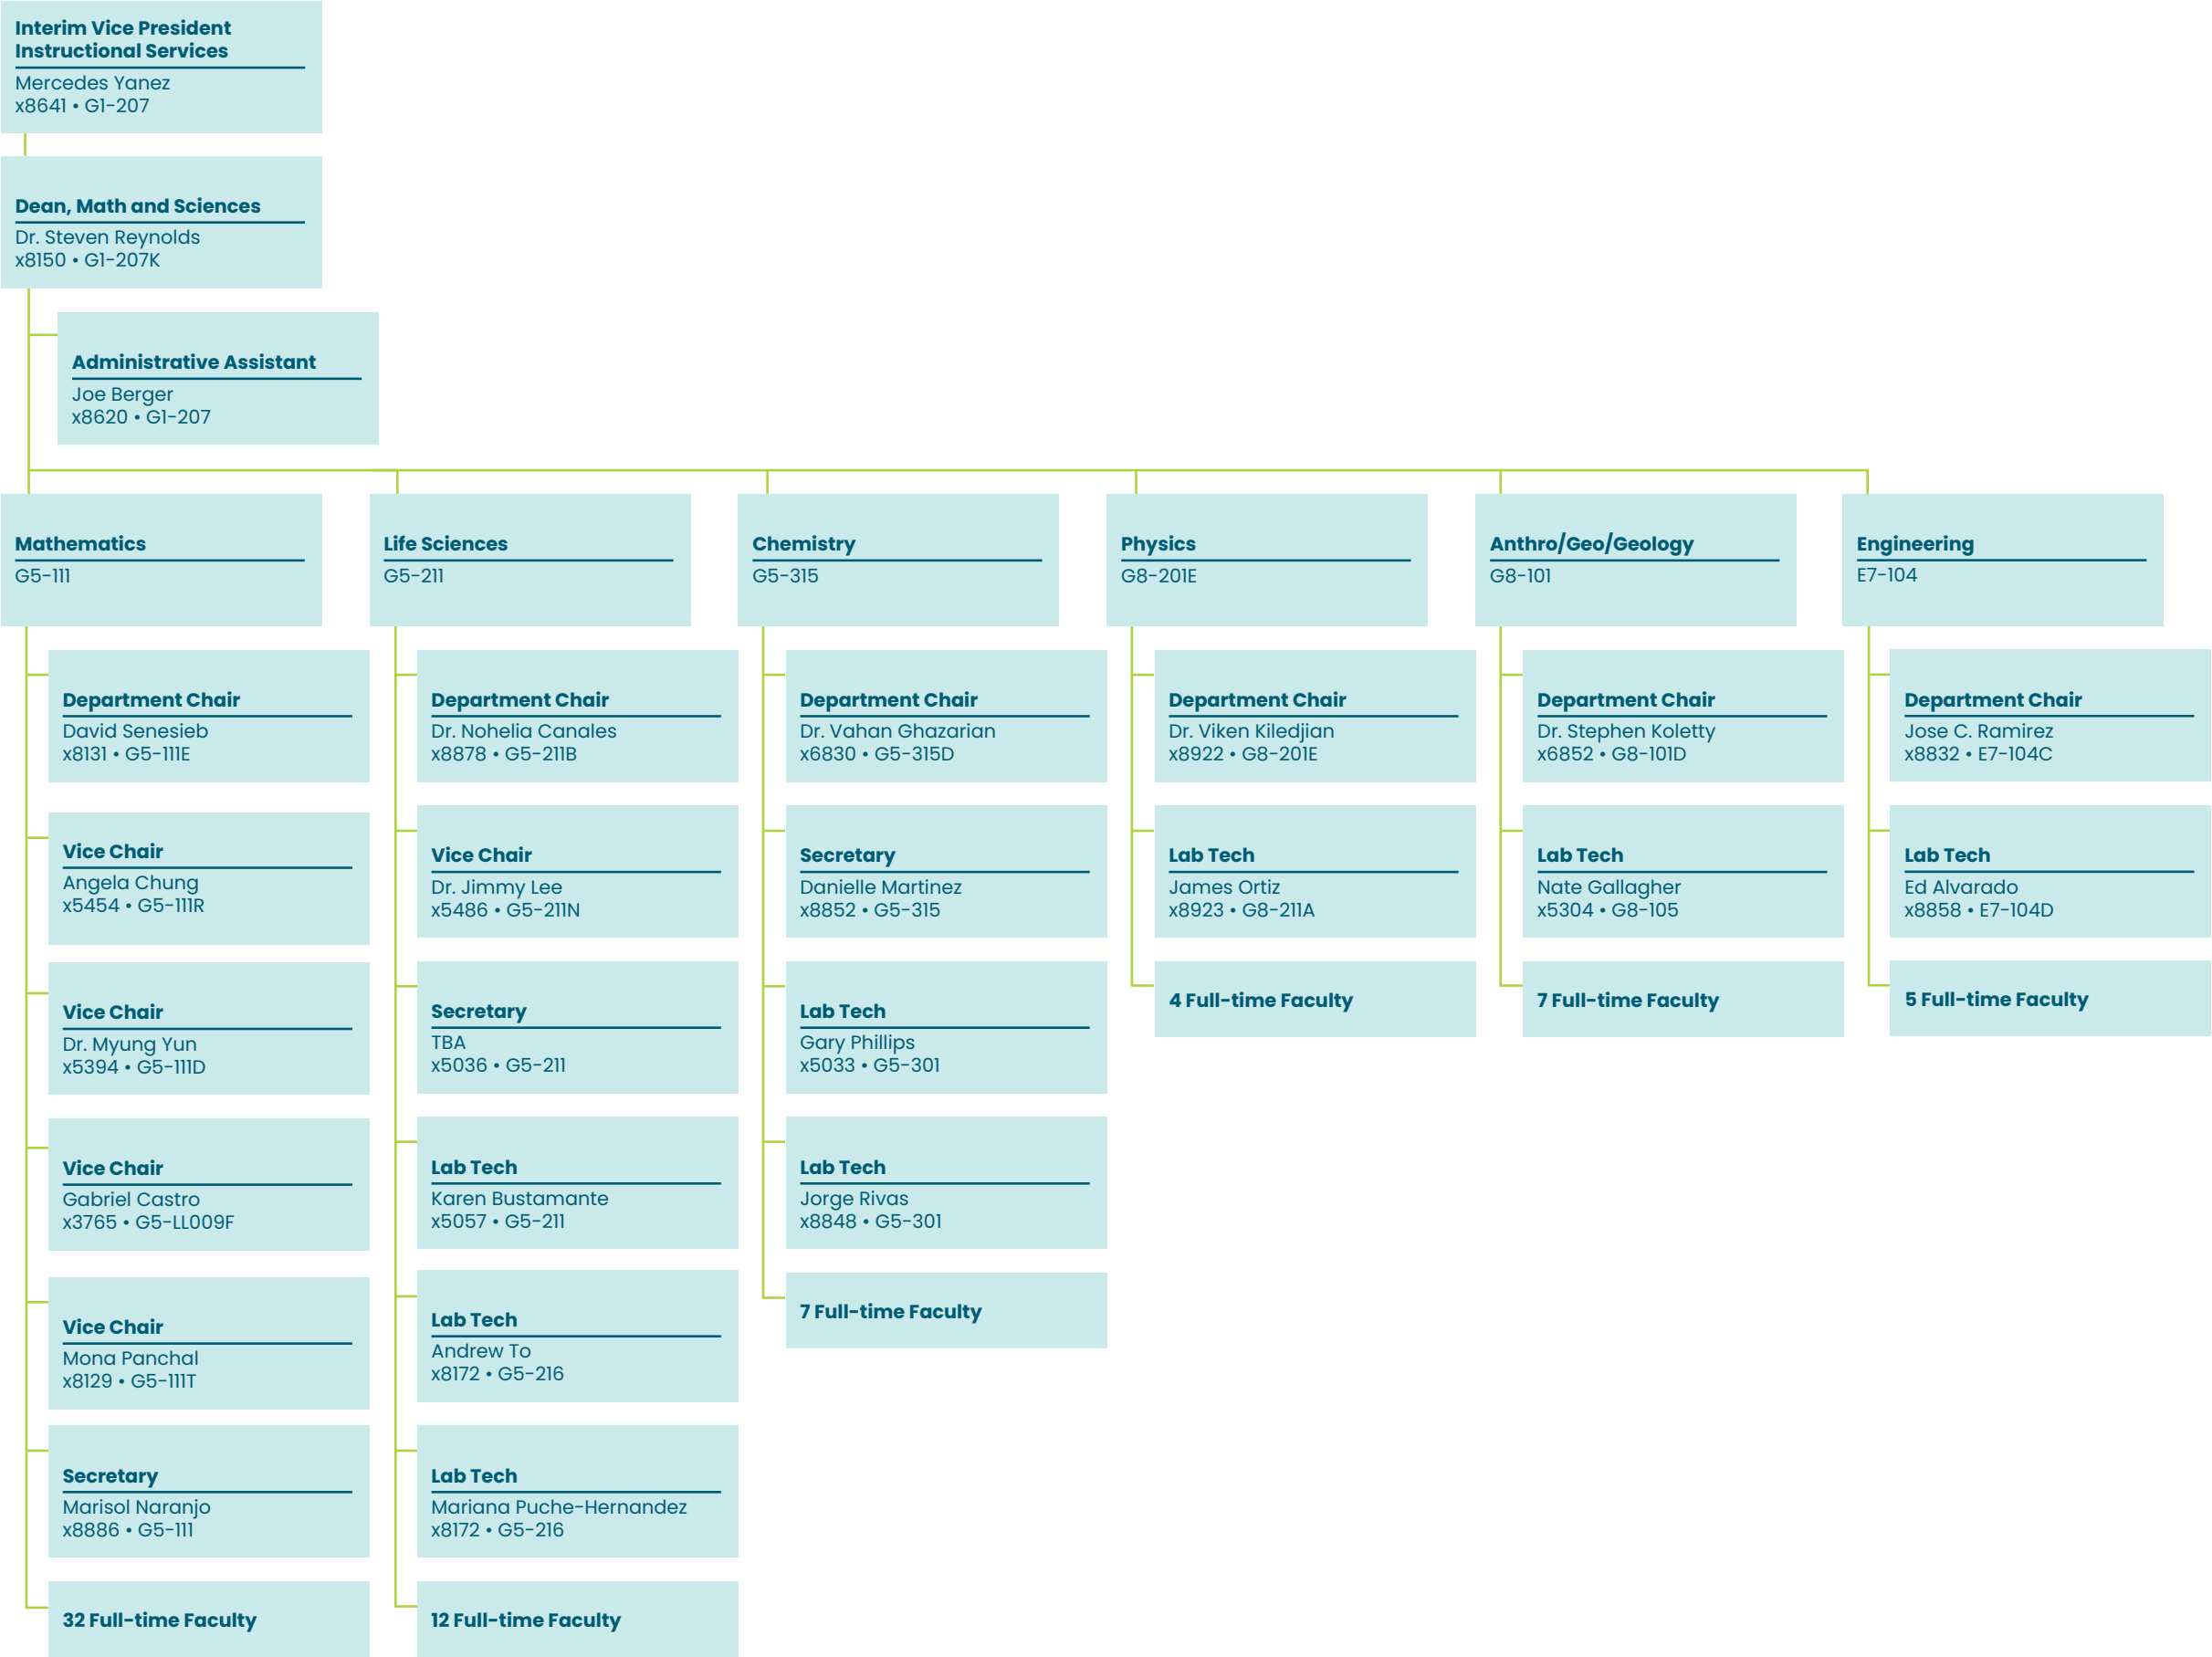 Interim Vice President
Instructional Services
Mercedes Yanez
x8641 • G1-207
Dean, Math and Sciences
Dr. Steven Reynolds
x8150 • G1-207K
Administrative Assistant
Joe Berger
x8620 • G1-207
Mathematics
G5-111
Department Chair
David Senesieb
x8131 • G5-111E
Vice Chair
Angela Chung
x5454 • G5-111R
Vice Chair
Dr. Myung Yun
x5394 • G5-111D
Vice Chair
Gabriel Castro
x3765 • G5-LL009F
Vice Chair
Mona Panchal
x8129 • G5-111T
Secretary
Marisol Naranjo
x8886 • G5-111
32 Full-time Faculty
Life Sciences
G5-211
Department Chair
Dr. Nohelia Canales
x8878 • G5-211B
Vice Chair
Dr. Jimmy Lee
x5486 • G5-211N
Secretary
TBA
x5036 • G5-211
Lab Tech
Karen Bustamante
x5057 • G5-211
Lab Tech
Andrew To
x8172 • G5-216
Lab Tech
Mariana Puche-Hernandez
x8172 • G5-216
12 Full-time Faculty
Chemistry
G5-315
Department Chair
Dr. Vahan Ghazarian
x6830 • G5-315D
Secretary
Danielle Martinez
x8852 • G5-315
Lab Tech
Gary Phillips
x5033 • G5-301
Lab Tech
Jorge Rivas
x8848 • G5-301
7 Full-time Faculty
Physics
G8-201E
Department Chair
Dr. Viken Kiledjian
x8922 • G8-201E
Lab Tech
James Ortiz
x8923 • G8-211A
4 Full-time Faculty
Anthro/Geo/Geology
G8-101
Department Chair
Dr. Stephen Koletty
x6852 • G8-101D
Lab Tech
Nate Gallagher
x5304 • G8-105
7 Full-time Faculty
Engineering
E7-104
Department Chair
Jose C. Ramirez
x8832 • E7-104C
Lab Tech
Ed Alvarado
x8858 • E7-104D
5 Full-time Faculty